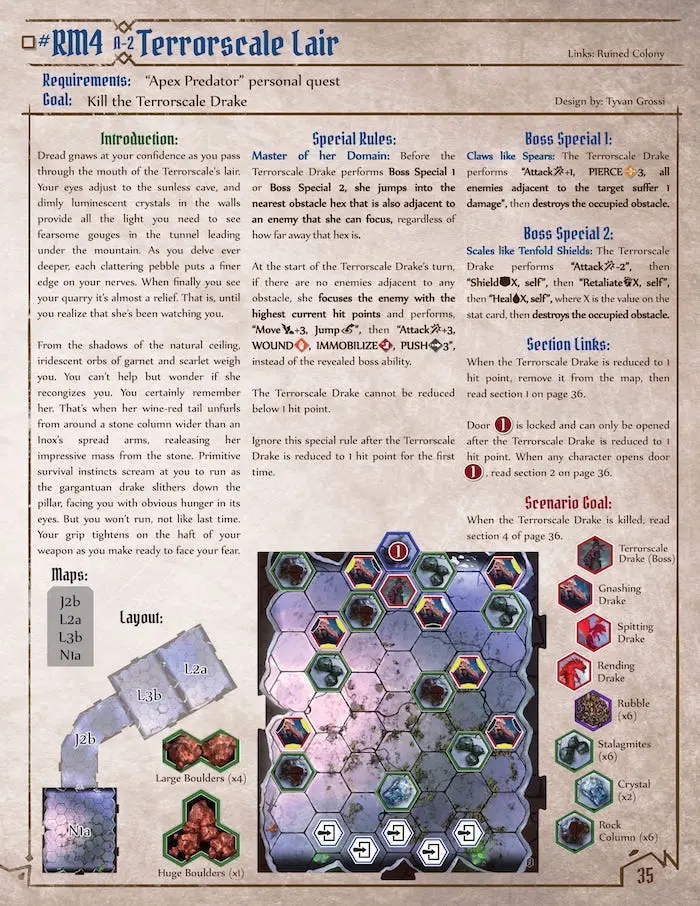 #RM4 A-2 Terrorscale Lair
Links: Ruined Colony
Requirements: “Apex Predator” personal quest
Goal: Kill the Terrorscale Drake
Design by: Tyvan Grossi
Introduction:
Dread gnaws at your confidence as you pass
through the mouth of the Terrorscale's lair.
Your eyes adjust to the sunless cave, and
dimly luminescent crystals in the walls
provide all the light you need to see
fearsome gouges in the tunnel leading
under the mountain. As you delve ever
deeper, each clattering pebble puts a finer
edge on your nerves. When finally you see
your quarry it's almost a relief. That is, until
you realize that she's been watching you.
From the shadows of the natural ceiling,
iridescent orbs of garnet and scarlet weigh
you. You can't help but wonder if she
recongizes you. You certainly remember
her. That's when her wine-red tail unfurls
from around a stone column wider than an
Inox's spread arms, realeasing her
impressive mass from the stone. Primitive
survival instincts scream at you to run as
the gargantuan drake slithers down the
pillar, facing you with obvious hunger in its
eyes. But you won't run, not like last time.
Your grip tightens on the haft of your
weapon as you make ready to face your fear.
Special Rules:
Master of her Domain: Before the
Terrorscale Drake performs Boss Special 1
or Boss Special 2, she jumps into the
nearest obstacle hex that is also adjacent to
an enemy that she can focus, regardless of
how far away that hex is.
At the start of the Terrorscale Drake's turn,
if there are no enemies adjacent to any
obstacle, she focuses the enemy with the
highest current hit points and performs,
“Move +3, Jump ”, then “Attack +3,
WOUND , IMMOBILIZE , PUSH 3”,
instead of the revealed boss ability.
The Terrorscale Drake cannot be reduced
below 1 hit point.
Ignore this special rule after the Terrorscale
Drake is reduced to 1 hit point for the first
time.
Boss Special 1:
Claws like Spears: The Terrorscale Drake
performs “Attack +1, PIERCE 3, all
enemies adjacent to the target suffer 1
damage”, then destroys the occupied obstacle.
Boss Special 2:
Scales like Tenfold Shields: The Terrorscale
Drake performs “Attack -2”, then
“Shield X, self”, then “Retaliate X, self”,
then “Heal X, self”, where X is the value on the
stat card, then destroys the occupied obstacle.
Section Links:
When the Terrorscale Drake is reduced to 1
hit point, remove it from the map, then
read section 1 on page 36.
Door 1 is locked and can only be opened
after the Terrorscale Drake is reduced to 1
hit point. When any character opens door
1, read section 2 on page 36.
Scenario Goal:
When the Terrorscale Drake is killed, read
section 4 of page 36.
Maps:
J2b
L2a
L3b
N1a
Layout:
L2a
L3b
J2b
N1a
Large Boulders (x4)
Huge Boulders (x1)
1
Terrorscale
Drake (Boss)
Gnashing
Drake
Spitting
Drake
Rending
Drake
Rubble
(x6)
Stalagmites
(x6)
Crystal
(x2)
Rock
Column (x6)
35